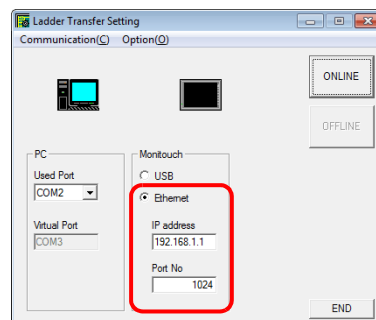 Ladder Transfer Setting
Communication(C) Option(O)
ONLINE
OFFLINE
PC
Used Port
COM2
Virtual Port
COM3
Monitouch
USB
Ethernet
IP address
192.168.1.1
Port No
1024
END